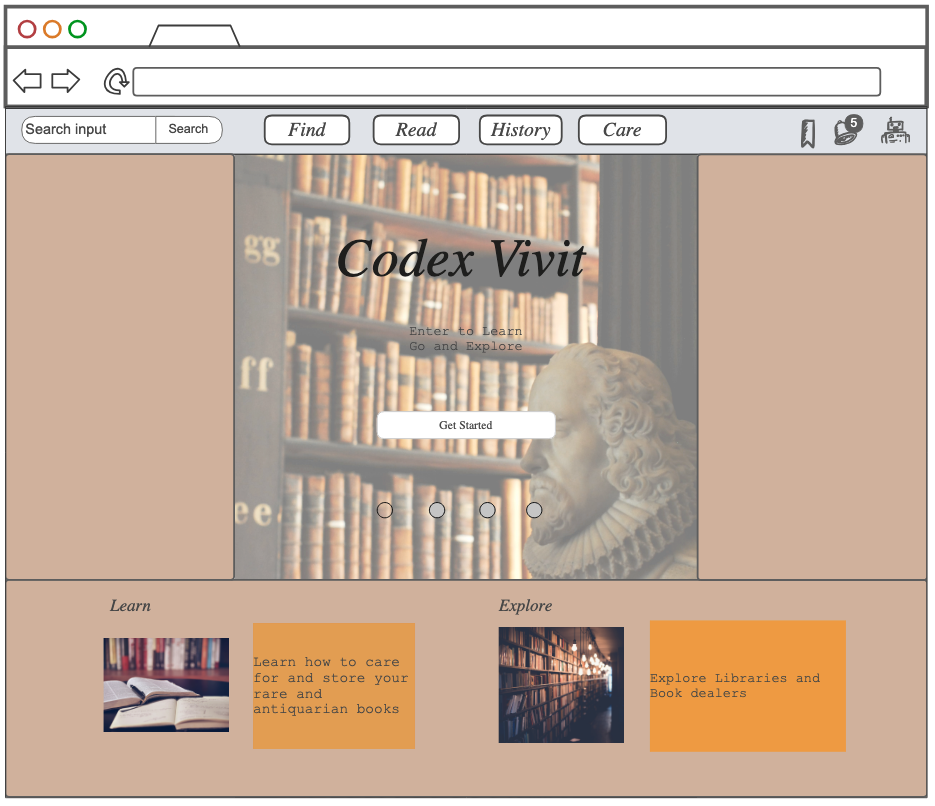 Search input
Search
Find
Read
History
Care
5
gg
Codex Vivit
Enter to Learn
Go and Explore
ff
Get Started
ee
Learn
Explore
Learn how to care
for and store your
rare and
antiquarian books
Explore Libraries and
Book dealers